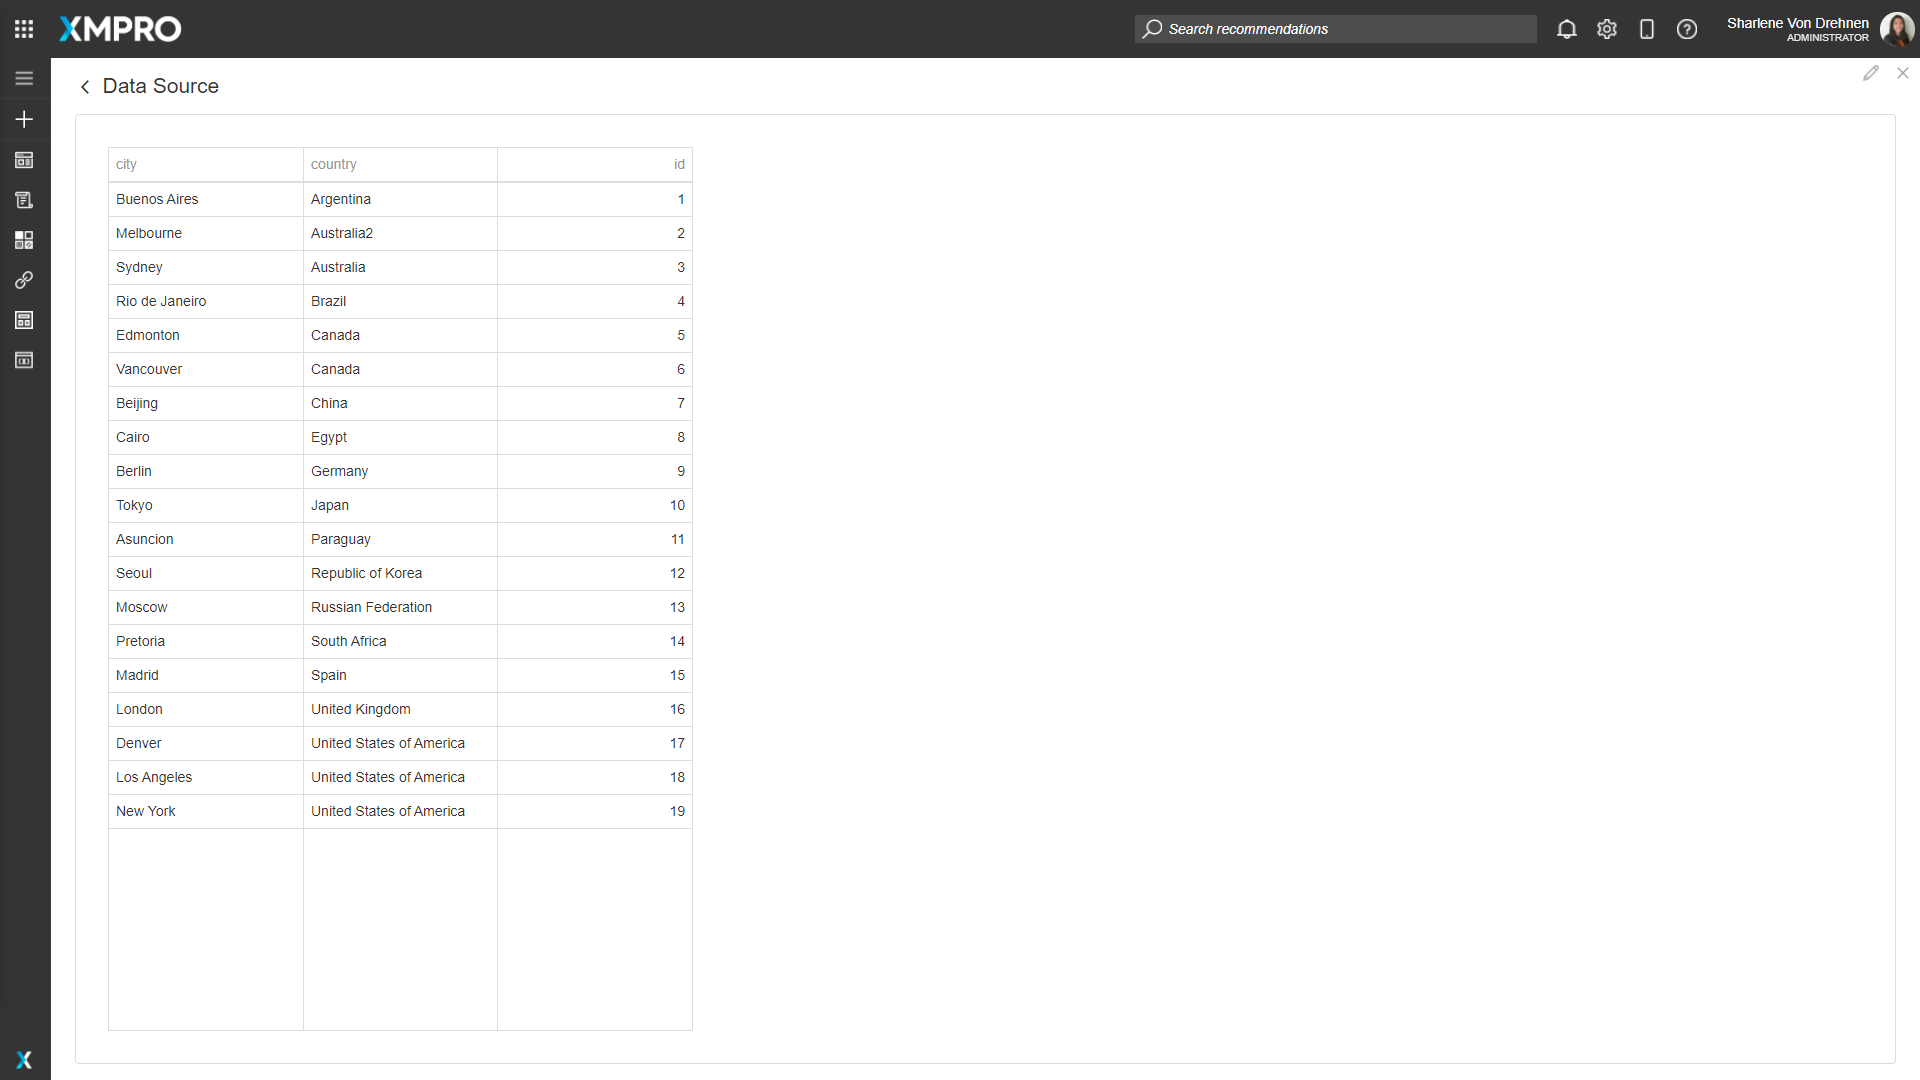 XMPRO
Search recommendations
Sharlene Von Drehnen
ADMINISTRATOR
Data Source
city country id
Buenos Aires Argentina 1
Melbourne Australia2 2
Sydney Australia 3
Rio de Janeiro Brazil 4
Edmonton Canada 5
Vancouver Canada 6
Beijing China 7
Cairo Egypt 8
Berlin Germany 9
Tokyo Japan 10
Asuncion Paraguay 11
Seoul Republic of Korea 12
Moscow Russian Federation 13
Pretoria South Africa 14
Madrid Spain 15
London United Kingdom 16
Denver United States of America 17
Los Angeles United States of America 18
New York United States of America 19